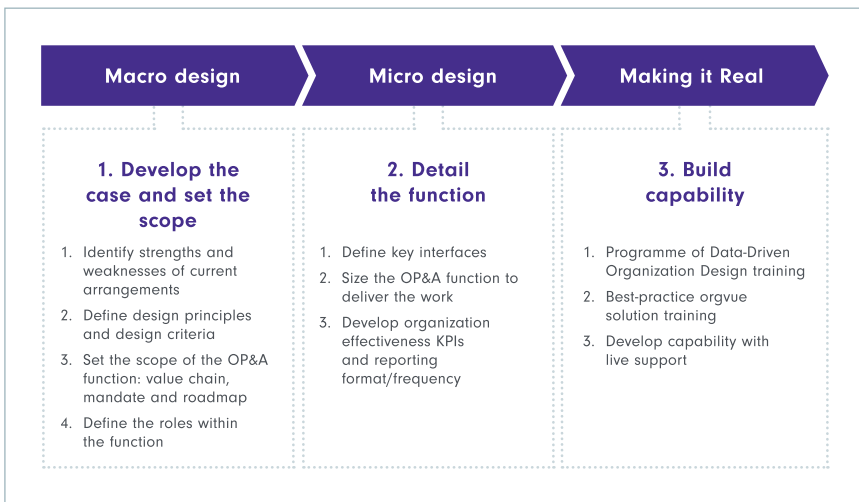 Macro design
Micro design
Making it Real
1. Develop the
case and set the
scope
1. Identify strengths and
weaknesses of current
arrangements
2. Define design principles
and design criteria
3. Set the scope of the OP&A
function: value chain,
mandate and roadmap
4. Define the roles within
the function
2. Detail
the function
1. Define key interfaces
2. Size the OP&A function to
deliver the work
3. Develop organization
effectiveness KPIs
and reporting
format/frequency
3. Build
capability
1. Programme of Data-Driven
Organization Design training
2. Best-practice orgvue
solution training
3. Develop capability with
live support